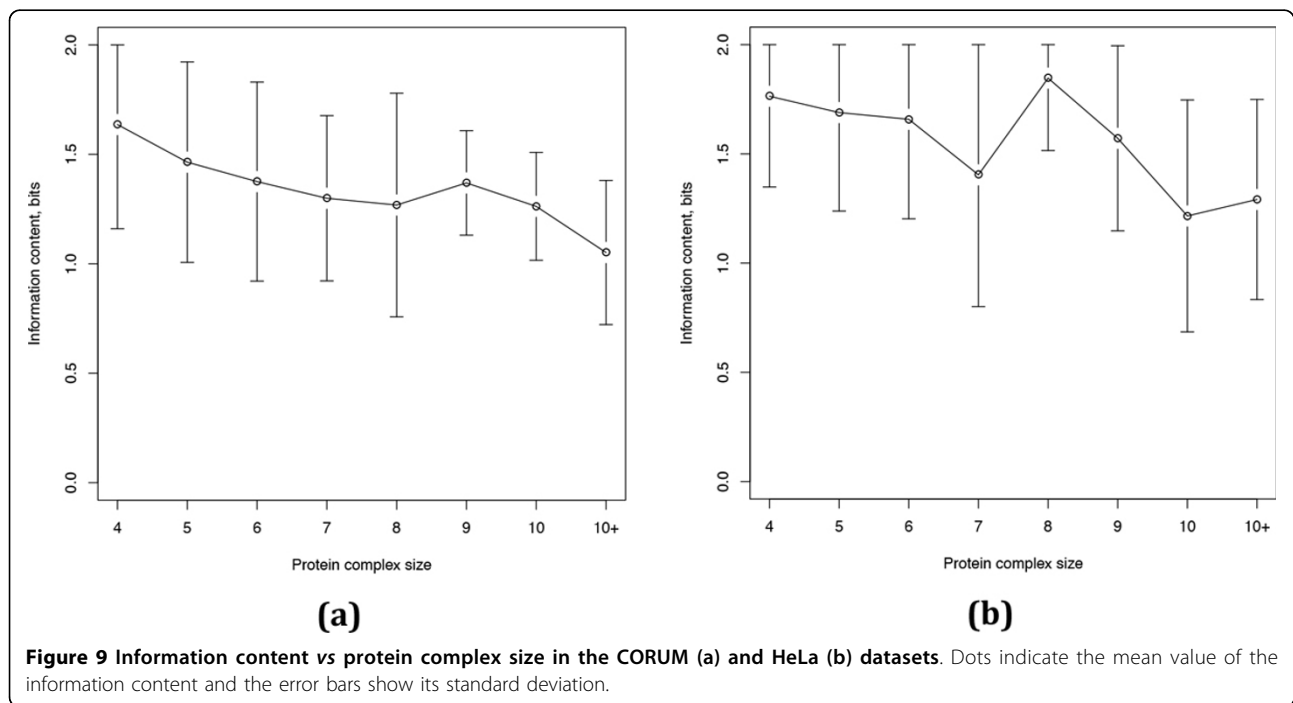 2.0
1.5
1.0
0.5
0.0
Information content, bits
4 5 6 7 8 9 10 10+
Protein complex size
(a)
2.0
1.5
1.0
0.5
0.0
Information content, bits
4 5 6 7 8 9 10 10+
Protein complex size
(b)
Figure 9 Information content vs protein complex size in the CORUM (a) and HeLa (b) datasets. Dots indicate the mean value of the
information content and the error bars show its standard deviation.